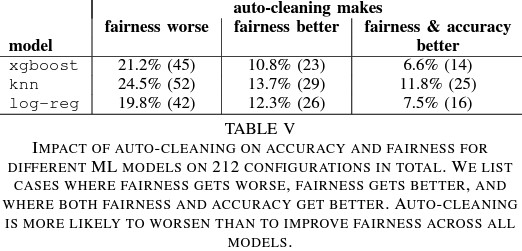 auto-cleaning makes
fairness worse fairness better fairness & accuracy
model better
xgboost 21.2% (45) 10.8% (23) 6.6% (14)
knn 24.5% (52) 13.7% (29) 11.8% (25)
log-reg 19.8% (42) 12.3% (26) 7.5% (16)
TABLE V
IMPACT OF AUTO-CLEANING ON ACCURACY AND FAIRNESS FOR
DIFFERENT ML MODELS ON 212 CONFIGURATIONS IN TOTAL. WE LIST
CASES WHERE FAIRNESS GETS WORSE, FAIRNESS GETS BETTER, AND
WHERE BOTH FAIRNESS AND ACCURACY GET BETTER. AUTO-CLEANING
IS MORE LIKELY TO WORSEN THAN TO IMPROVE FAIRNESS ACROSS ALL
MODELS.